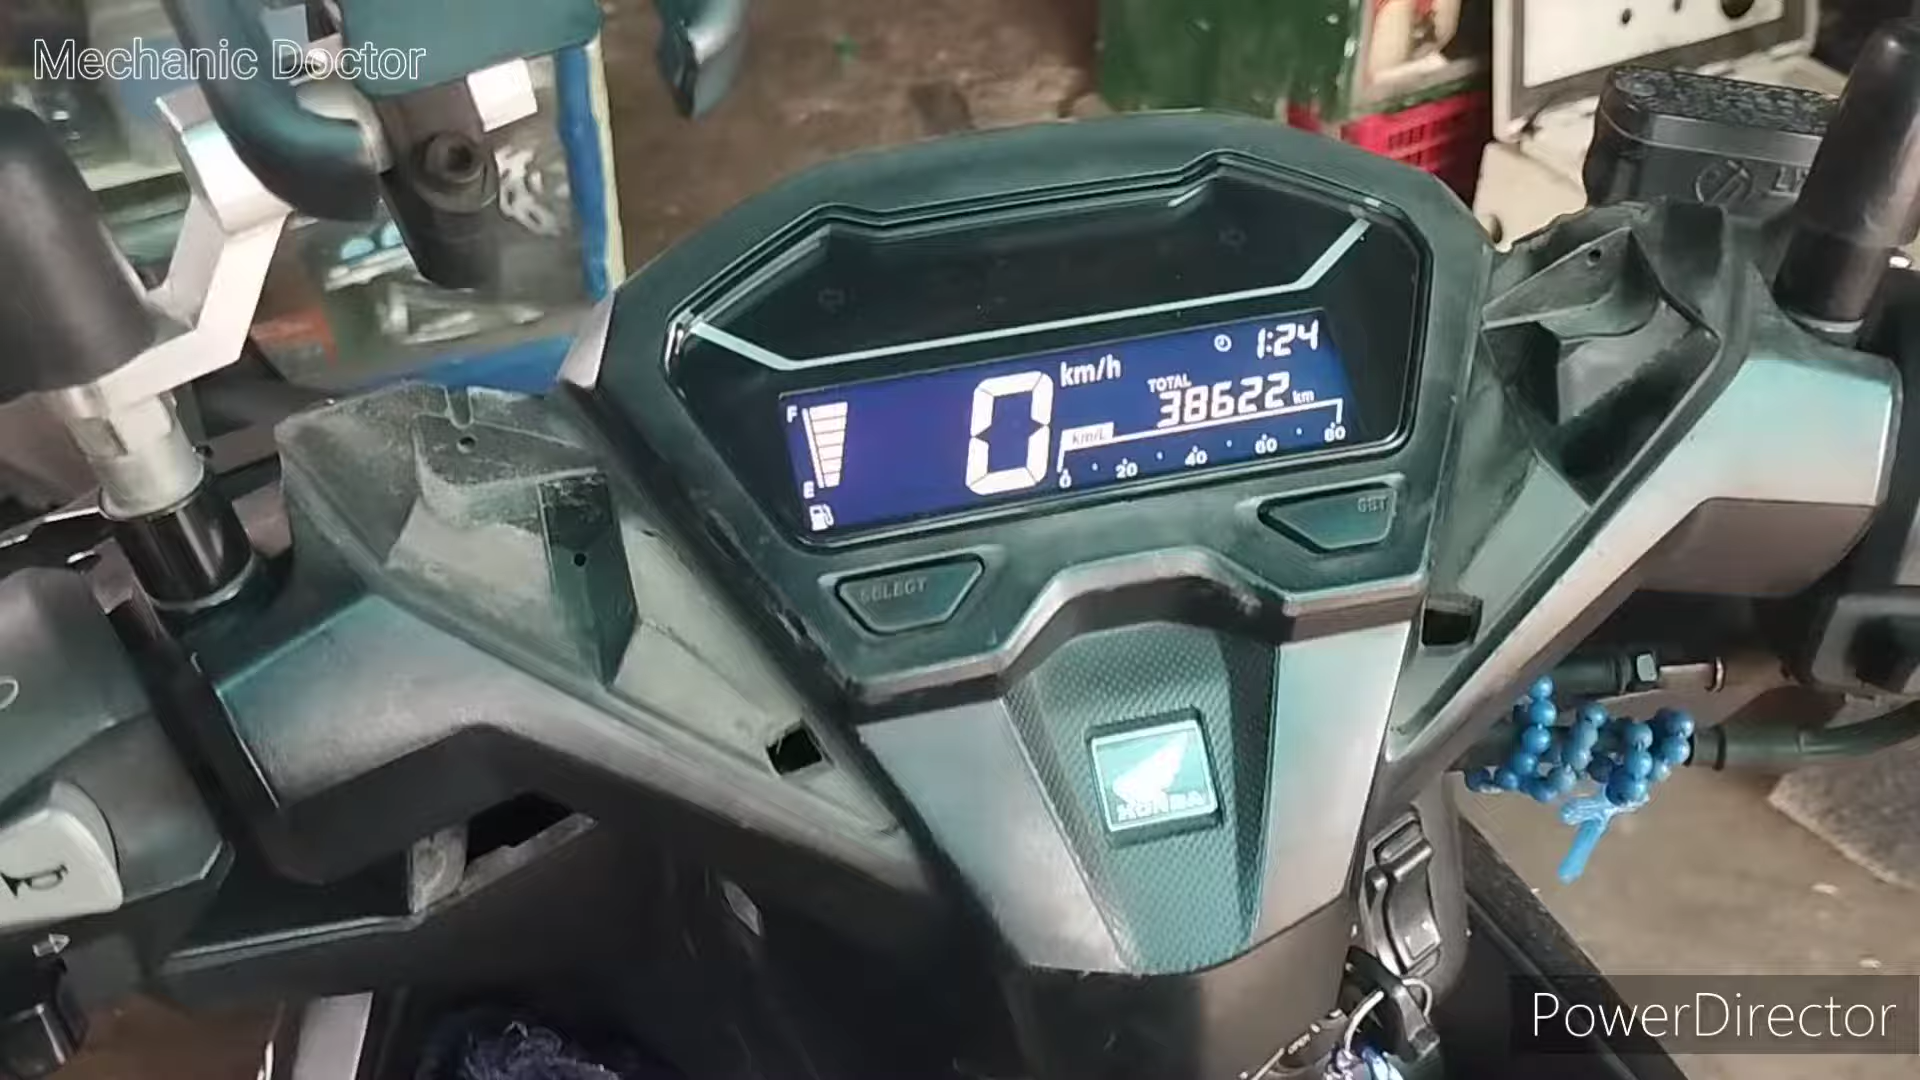 Mechanic Doctor
1:24
km/h
TOTAL
38622 km
F
0
km/L
E
0 20 40 60 80
SELECT
SET
HONDA
OPEN
PowerDirector